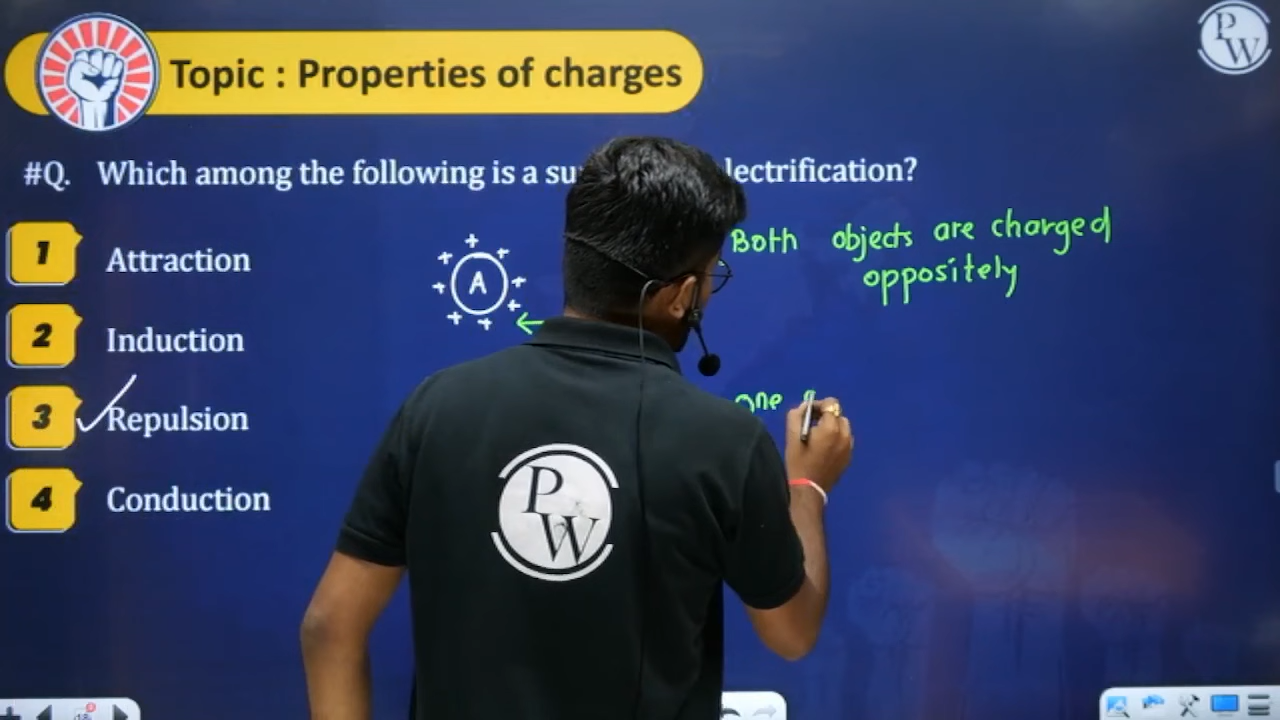 Topic : Properties of charges
PW
#Q. Which among the following is a su lectrification?
1 Attraction
2 Induction
3 Repulsion
4 Conduction
A
Both objects are charged
oppositely
one
PW